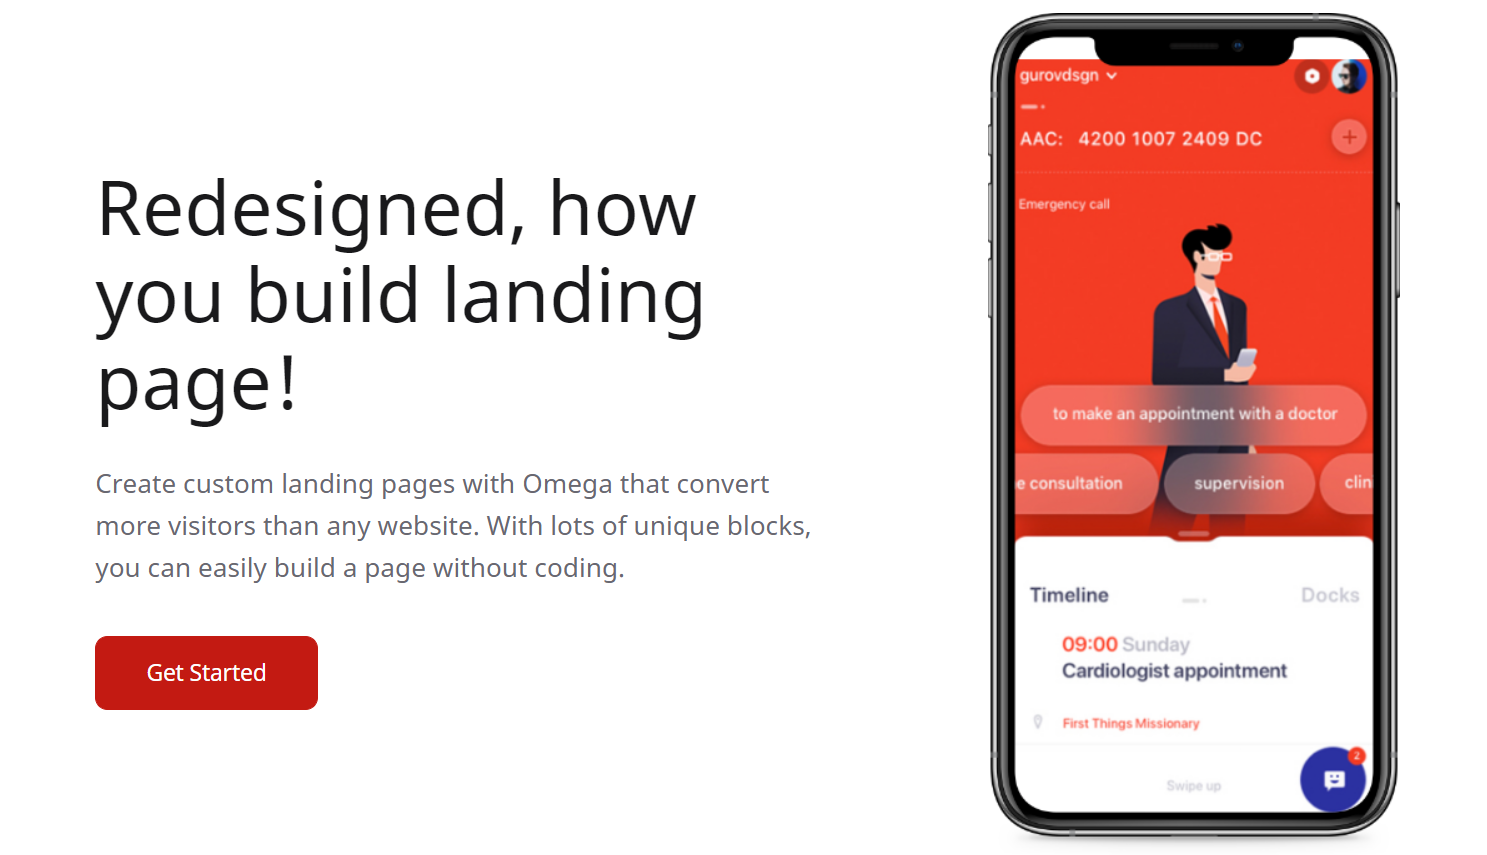 Redesigned, how
you build landing
page!
Create custom landing pages with Omega that convert
more visitors than any website. With lots of unique blocks,
you can easily build a page without coding.
Get Started
gurovdsgn
AAC: 4200 1007 2409 DC
Emergency call
to make an appointment with a doctor
e consultation
supervision
clin
Timeline
Docks
09:00 Sunday
Cardiologist appointment
First Things Missionary
2
Swipe up